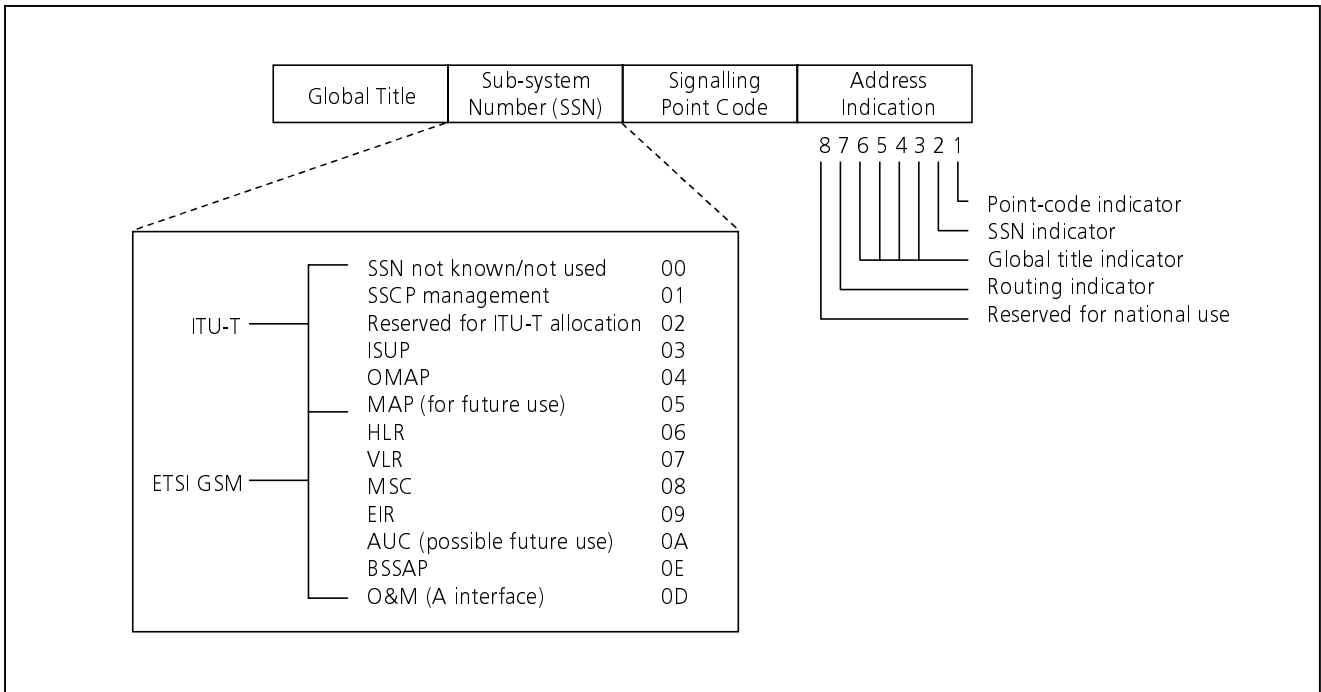 Global Title
Sub-system
Number (SSN)
Signalling
Point Code
Address
Indication
8 7 6 5 4 3 2 1
Point-code indicator
SSN indicator
Global title indicator
Routing indicator
Reserved for national use
ITU-T
ETSI GSM
SSN not known/not used 00
SSCP management 01
Reserved for ITU-T allocation 02
ISUP 03
OMAP 04
MAP (for future use) 05
HLR 06
VLR 07
MSC 08
EIR 09
AUC (possible future use) 0A
BSSAP 0E
O&M (A interface) 0D